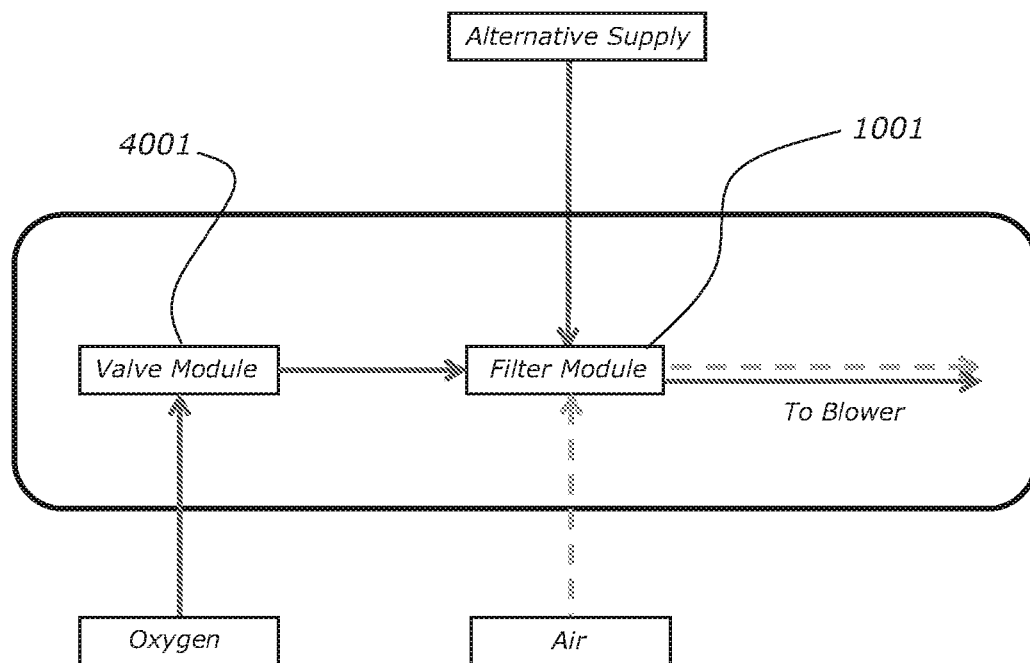 Alternative Supply
4001
1001
Valve Module
Filter Module
To Blower
Oxygen
Air